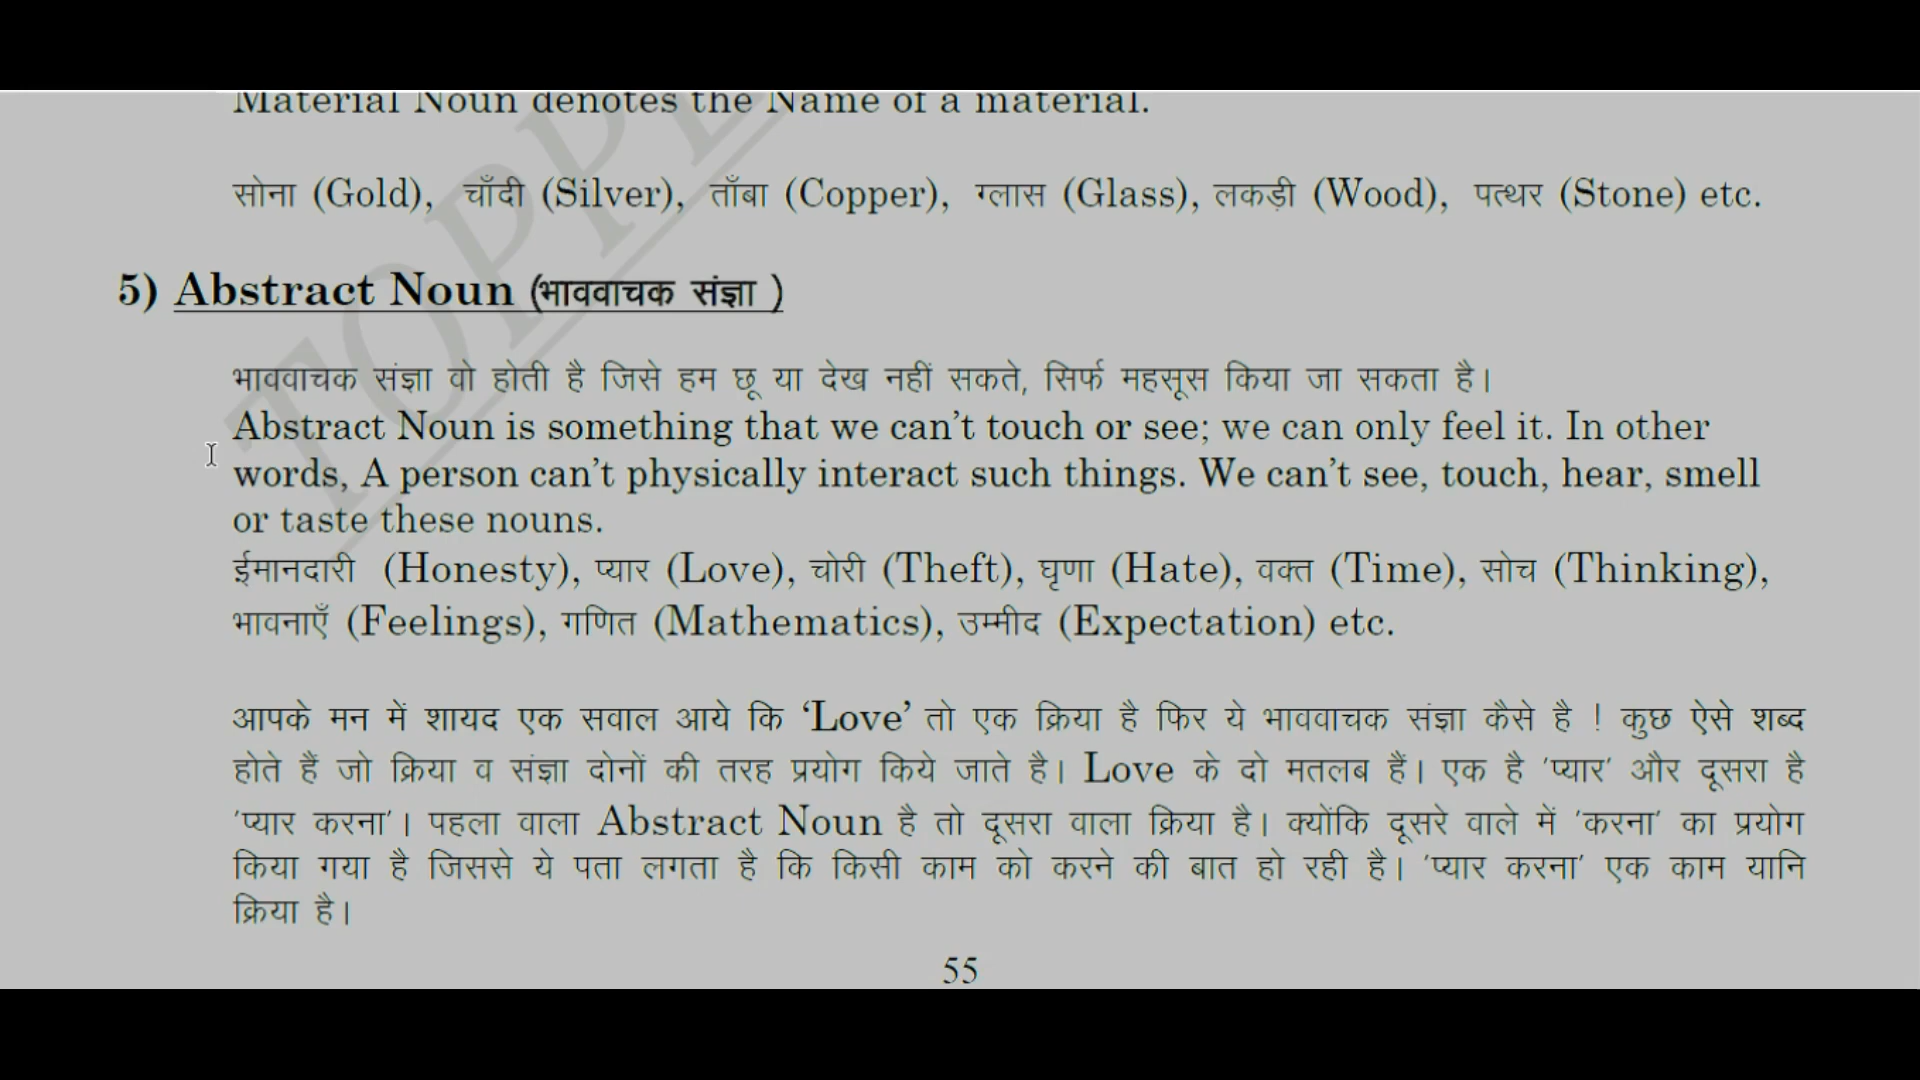 Material Noun denotes the Name of a material.
सोना (Gold), चाँदी (Silver), ताँबा (Copper), ग्लास (Glass), लकड़ी (Wood), पत्थर (Stone) etc.
5) Abstract Noun (भाववाचक संज्ञा )
भाववाचक संज्ञा वो होती है जिसे हम छू या देख नहीं सकते, सिर्फ महसूस किया जा सकता है।
Abstract Noun is something that we can’t touch or see; we can only feel it. In other
words, A person can’t physically interact such things. We can’t see, touch, hear, smell
or taste these nouns.
ईमानदारी (Honesty), प्यार (Love), चोरी (Theft), घृणा (Hate), वक्त (Time), सोच (Thinking),
भावनाएँ (Feelings), गणित (Mathematics), उम्मीद (Expectation) etc.
आपके मन में शायद एक सवाल आये कि ‘Love’ तो एक क्रिया है फिर ये भाववाचक संज्ञा कैसे है ! कुछ ऐसे शब्द
होते हैं जो क्रिया व संज्ञा दोनों की तरह प्रयोग किये जाते है। Love के दो मतलब हैं। एक है ’प्यार’ और दूसरा है
’प्यार करना’। पहला वाला Abstract Noun है तो दूसरा वाला क्रिया है। क्योंकि दूसरे वाले में ’करना’ का प्रयोग
किया गया है जिससे ये पता लगता है कि किसी काम को करने की बात हो रही है। ’प्यार करना’ एक काम यानि
क्रिया है।
55